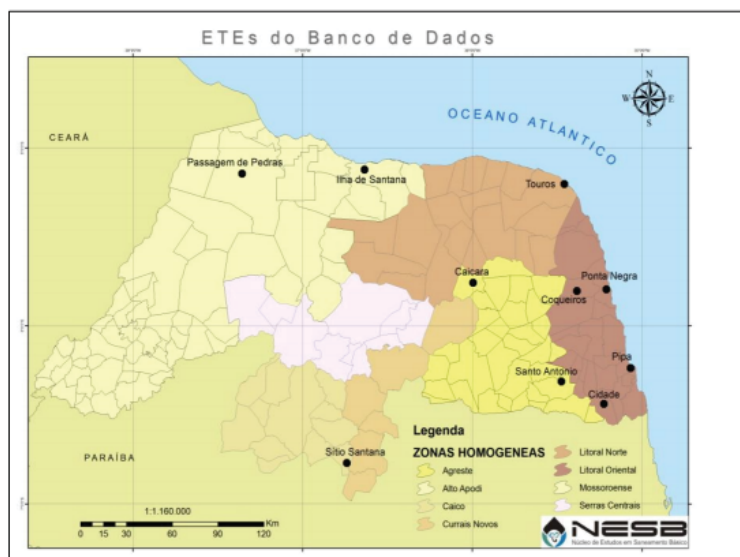 ETEs do Banco de Dados
N
W E
S
OCEANO ATLANTICO
CEARÁ
Passagem de Pedras
Ilha de Santana
Touros
Caicara
Ponta Negra
Coqueiros
Pipa
Santo Antonio
Cidade
Sítio Santana
PARAÍBA
Legenda
ZONAS HOMOGENEAS
Agreste
Alto Apodi
Caico
Currais Novos
Litoral Norte
Litoral Oriental
Mossoroense
Serras Centrais
1:1.160.000
Km
0 15 30 60 90 120
NESB
Núcleo de Estudos em Saneamento Básico